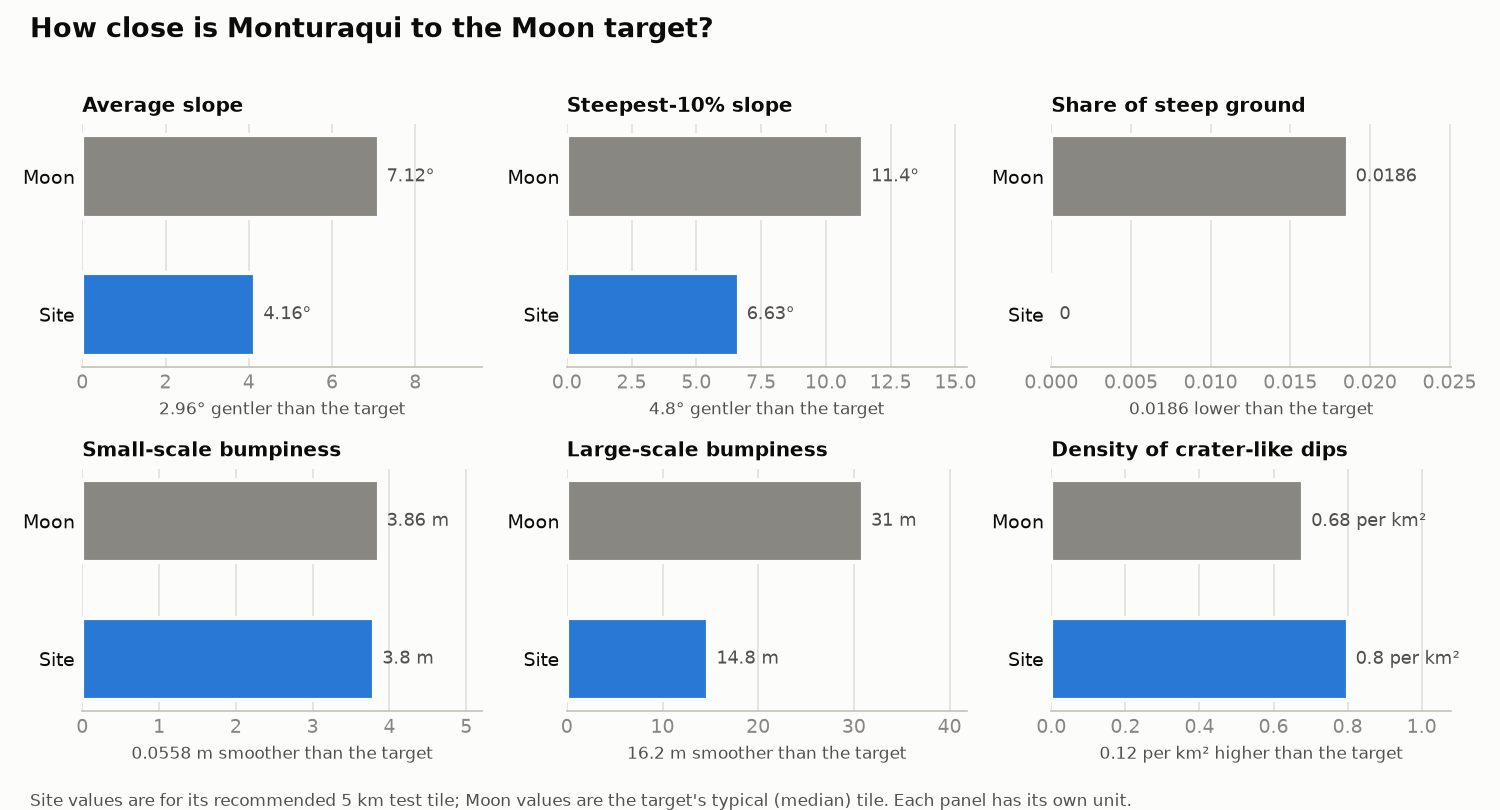 How close is Monturaqui to the Moon target?
Average slope
Moon
7.12°
Site
4.16°
0 2 4 6 8
2.96° gentler than the target
Steepest-10% slope
Moon
11.4°
Site
6.63°
0.0 2.5 5.0 7.5 10.0 12.5 15.0
4.8° gentler than the target
Share of steep ground
Moon
0.0186
Site
0
0.000 0.005 0.010 0.015 0.020 0.025
0.0186 lower than the target
Small-scale bumpiness
Moon
3.86 m
Site
3.8 m
0 1 2 3 4 5
0.0558 m smoother than the target
Large-scale bumpiness
Moon
31 m
Site
14.8 m
0 10 20 30 40
16.2 m smoother than the target
Density of crater-like dips
Moon
0.68 per km²
Site
0.8 per km²
0.0 0.2 0.4 0.6 0.8 1.0
0.12 per km² higher than the target
Site values are for its recommended 5 km test tile; Moon values are the target's typical (median) tile. Each panel has its own unit.